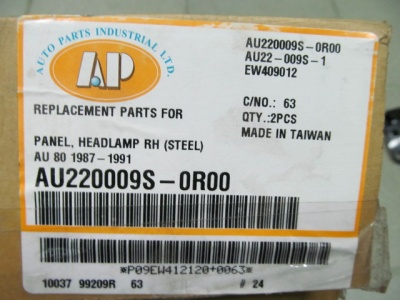 AUTO PARTS INDUSTRIAL LTD.
AP
AU220009S-0R00
AU22-009S-1
EW409012
REPLACEMENT PARTS FOR
C/NO.: 63
QTY.:2PCS
MADE IN TAIWAN
PANEL, HEADLAMP RH (STEEL)
AU 80 1987-1991
AU220009S-0R00
*P09EW412120+0063*
10037 99209R 63 # 24